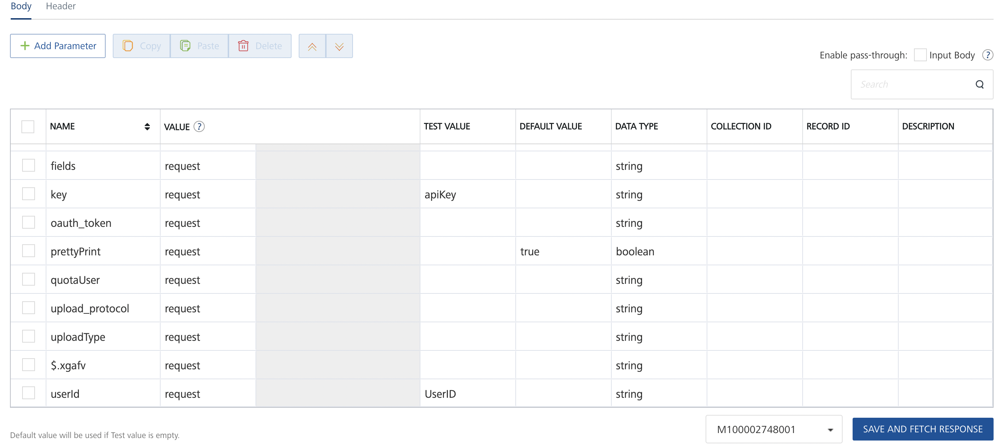 Body Header
Add Parameter Copy Paste Delete
Enable pass-through: Input Body ?
Search
NAME VALUE ? TEST VALUE DEFAULT VALUE DATA TYPE COLLECTION ID RECORD ID DESCRIPTION
fields request string
key request apiKey string
oauth_token request string
prettyPrint request true boolean
quotaUser request string
upload_protocol request string
uploadType request string
$.xgafv request string
userId request UserID string
M100002748001 SAVE AND FETCH RESPONSE
Default value will be used if Test value is empty.